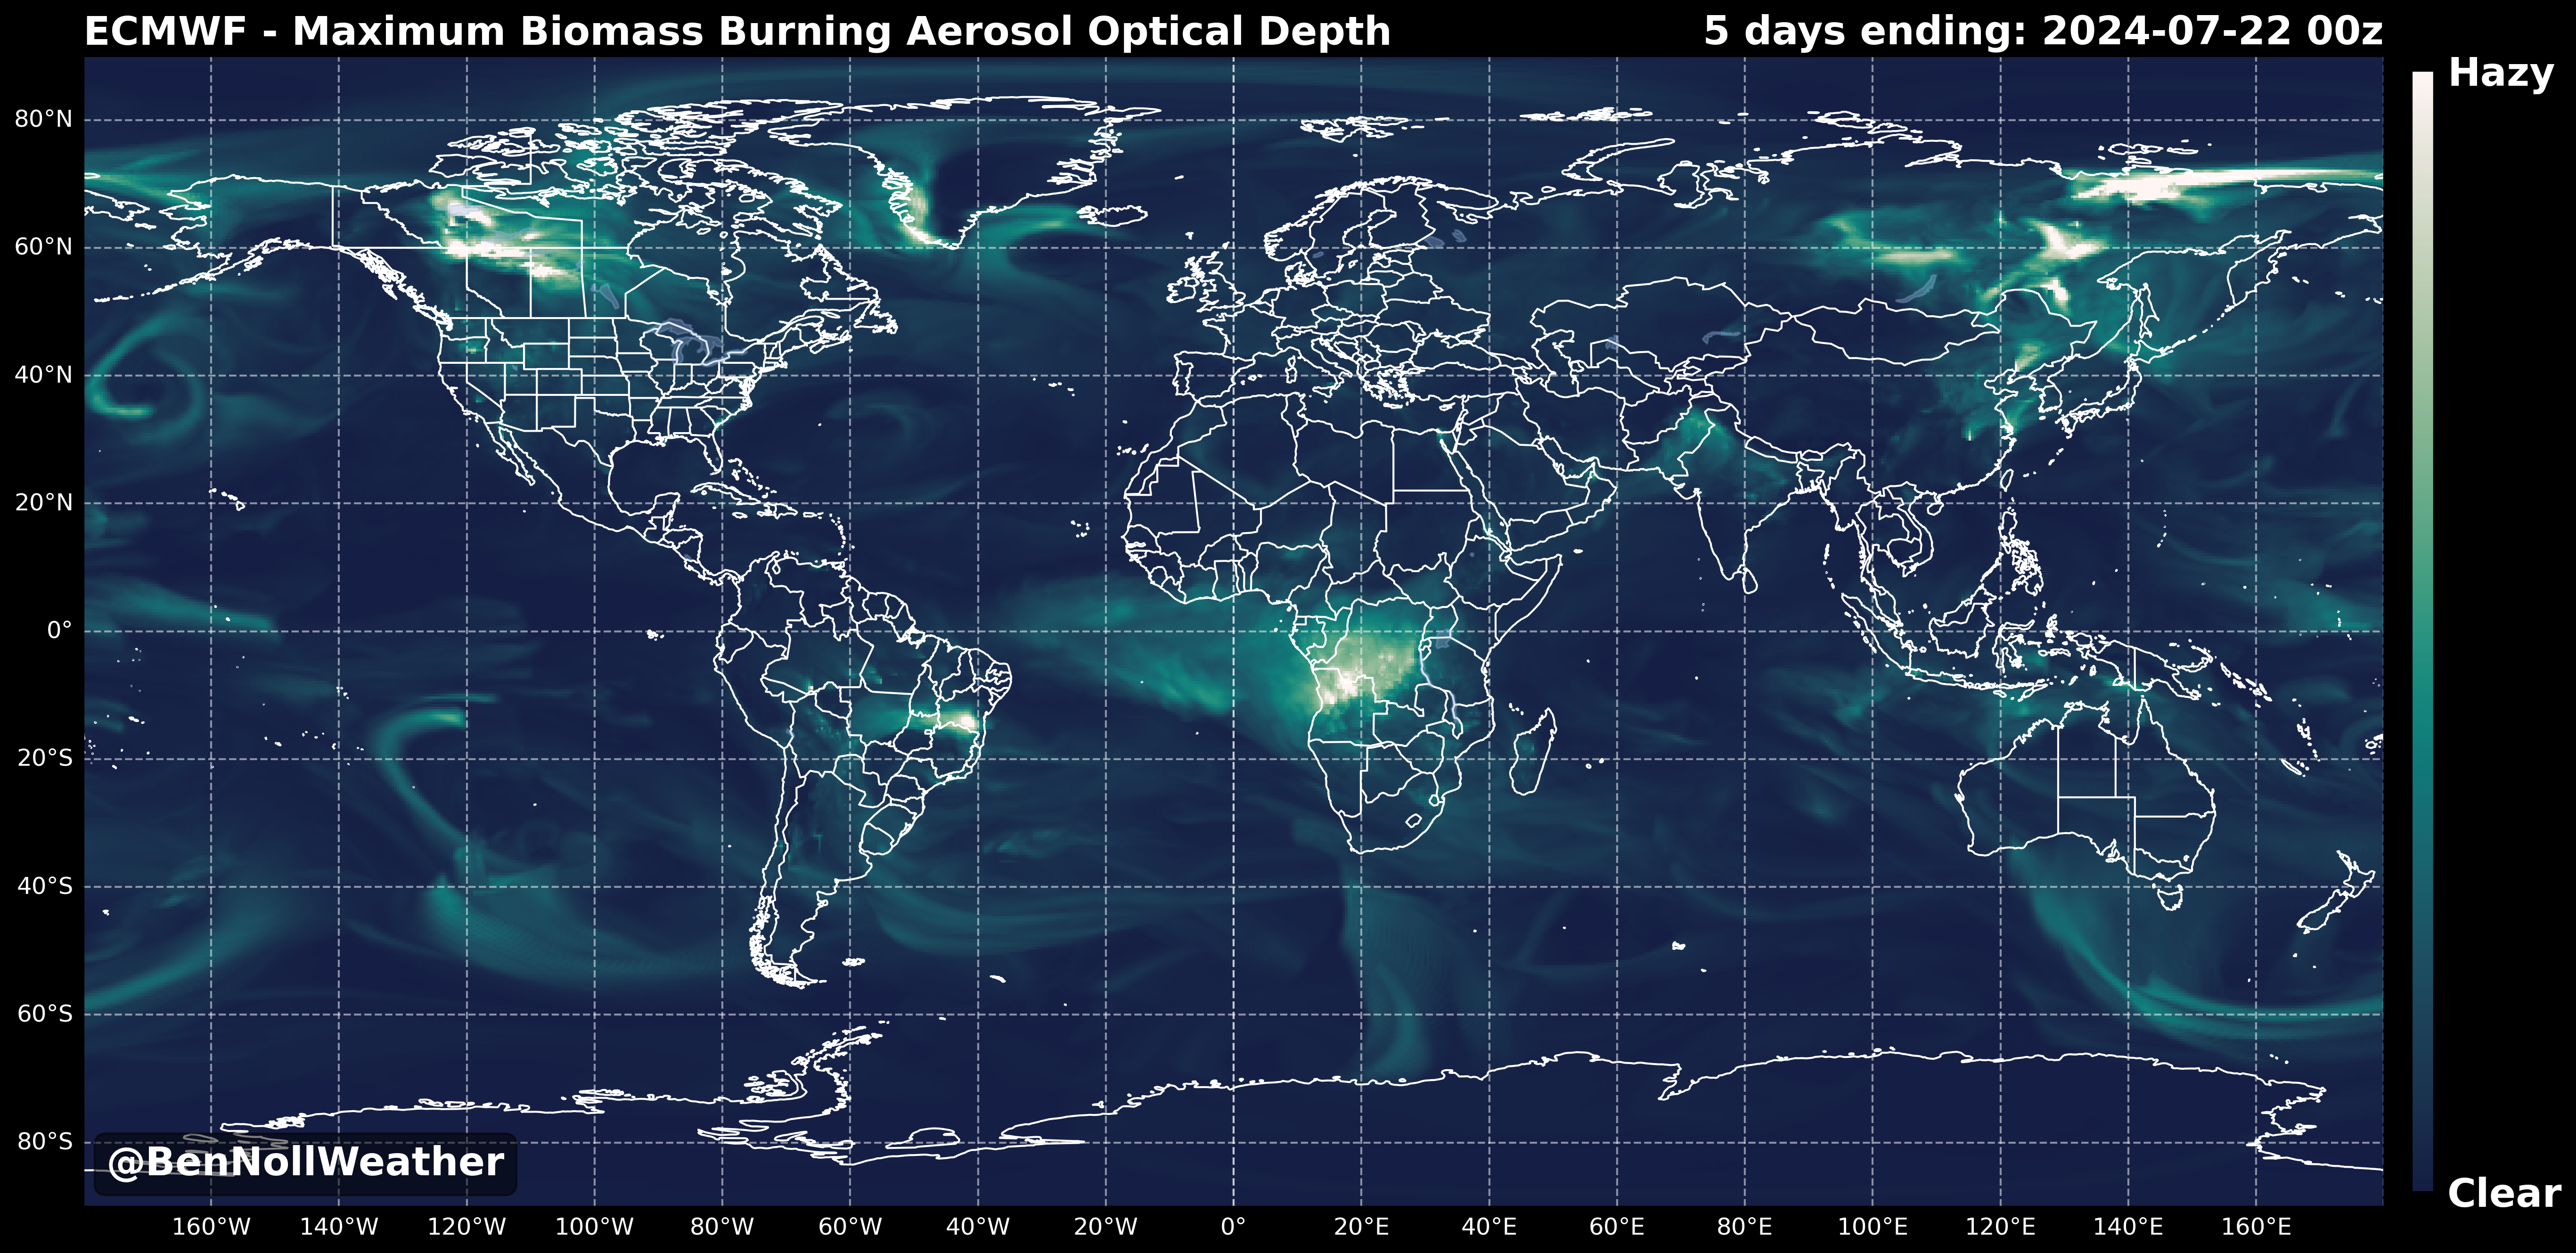 ECMWF - Maximum Biomass Burning Aerosol Optical Depth
5 days ending: 2024-07-22 00z
Hazy
80°N
60°N
40°N
20°N
0°
20°S
40°S
60°S
80°S
@BenNollWeather
Clear
160°W 140°W 120°W 100°W 80°W 60°W 40°W 20°W 0° 20°E 40°E 60°E 80°E 100°E 120°E 140°E 160°E